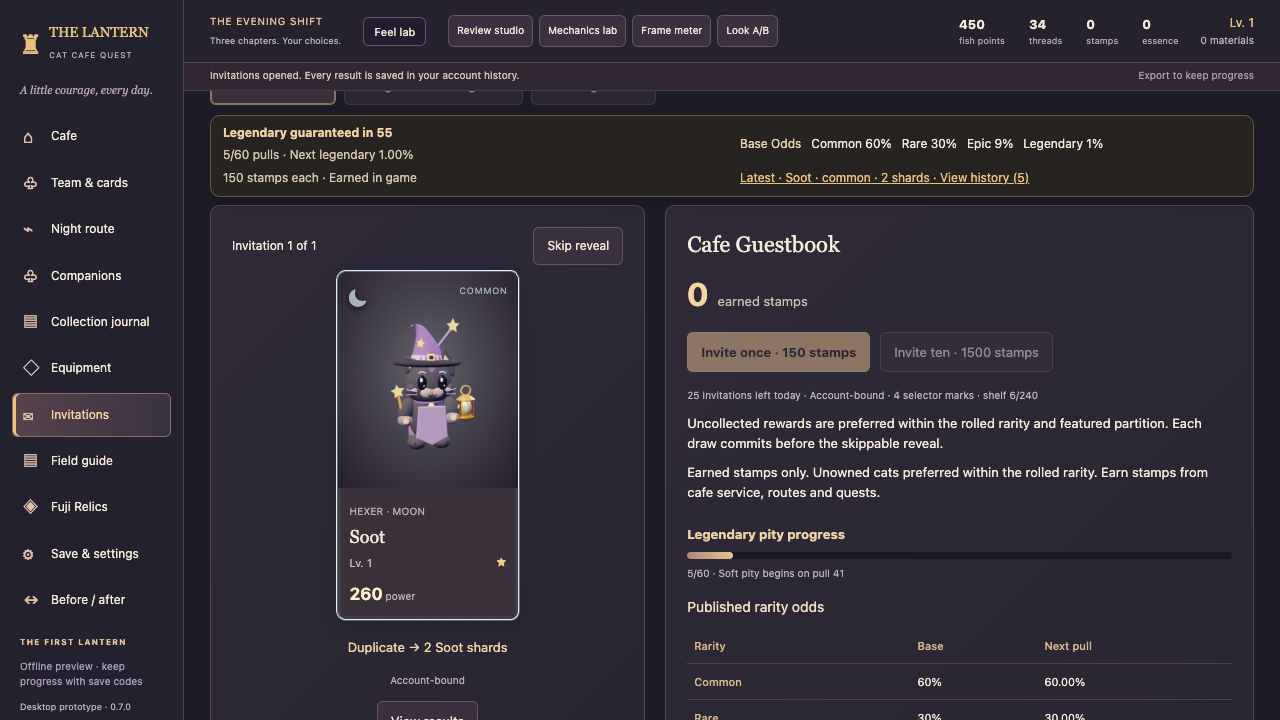 THE LANTERN
CAT CAFE QUEST
A little courage, every day.
Cafe
Team & cards
Night route
Companions
Collection journal
Equipment
Invitations
Field guide
Fuji Relics
Save & settings
Before / after
THE FIRST LANTERN
Offline preview · keep
progress with save codes
Desktop prototype · 0.7.0
THE EVENING SHIFT
Three chapters. Your choices.
Feel lab
Review studio
Mechanics lab
Frame meter
Look A/B
450
fish points
34
threads
0
stamps
0
essence
Lv. 1
0 materials
Invitations opened. Every result is saved in your account history.
Export to keep progress
Legendary guaranteed in 55
5/60 pulls · Next legendary 1.00%
150 stamps each · Earned in game
Base Odds Common 60% Rare 30% Epic 9% Legendary 1%
Latest · Soot · common · 2 shards · View history (5)
Invitation 1 of 1
Skip reveal
COMMON
HEXER · MOON
Soot
Lv. 1
260 power
Duplicate → 2 Soot shards
Account-bound
View results
Cafe Guestbook
0 earned stamps
Invite once · 150 stamps
Invite ten · 1500 stamps
25 invitations left today · Account-bound · 4 selector marks · shelf 6/240
Uncollected rewards are preferred within the rolled rarity and featured partition. Each
draw commits before the skippable reveal.
Earned stamps only. Unowned cats preferred within the rolled rarity. Earn stamps from
cafe service, routes and quests.
Legendary pity progress
5/60 · Soft pity begins on pull 41
Published rarity odds
Rarity Base Next pull
Common 60% 60.00%
Rare 30% 30.00%